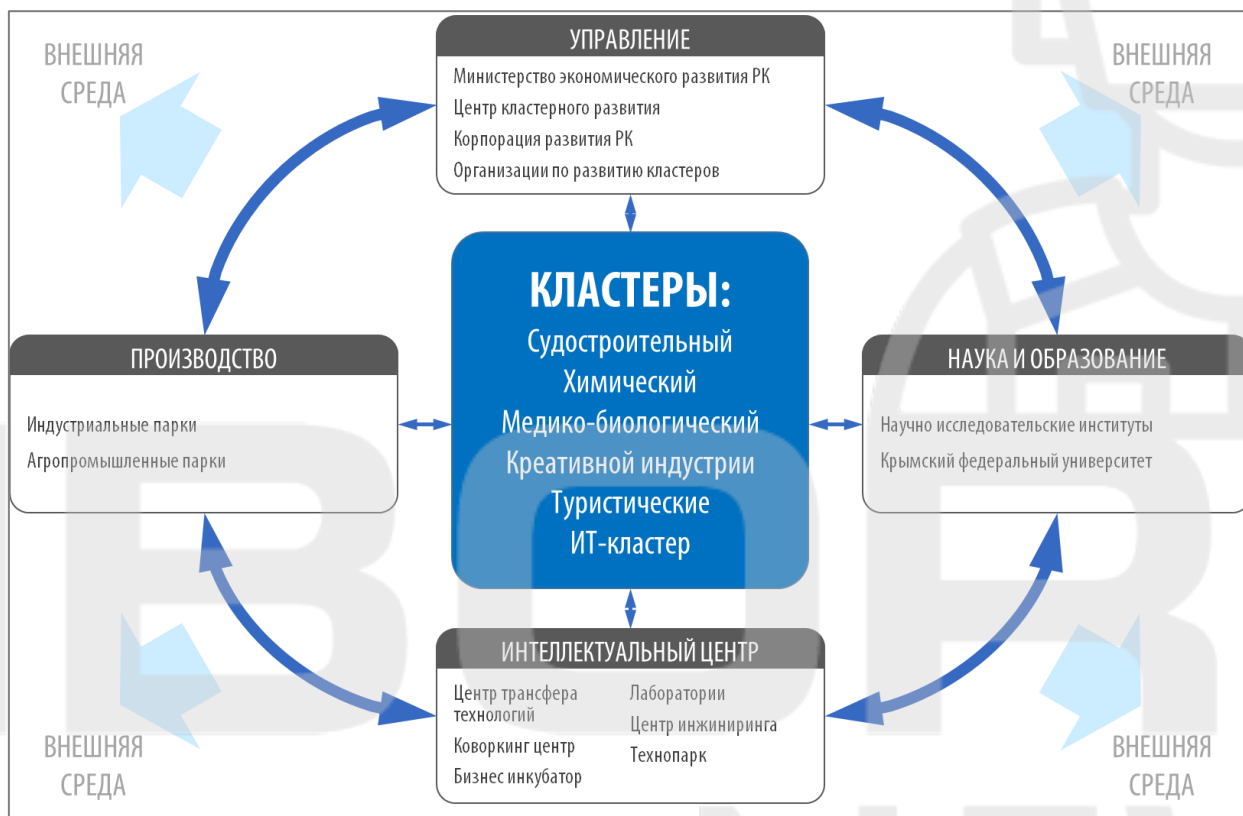 ВНЕШНЯЯ
СРЕДА
УПРАВЛЕНИЕ
Министерство экономического развития РК
Центр кластерного развития
Корпорация развития РК
Организации по развитию кластеров
ВНЕШНЯЯ
СРЕДА
ПРОИЗВОДСТВО
Индустриальные парки
Агропромышленные парки
КЛАСТЕРЫ:
Судостроительный
Химический
Медико-биологический
Креативной индустрии
Туристические
ИТ-кластер
НАУКА И ОБРАЗОВАНИЕ
Научно исследовательские институты
Крымский федеральный университет
ИНТЕЛЛЕКТУАЛЬНЫЙ ЦЕНТР
Центр трансфера
технологий
Коворкинг центр
Бизнес инкубатор
Лаборатории
Центр инжиниринга
Технопарк
ВНЕШНЯЯ
СРЕДА
ВНЕШНЯЯ
СРЕДА